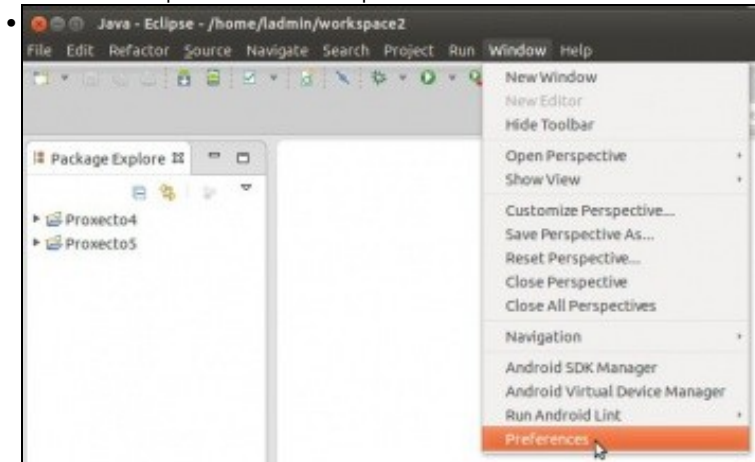 Java - Eclipse - /home/ladmin/workspace2
File Edit Refactor Source Navigate Search Project Run Window Help
New Window
New Editor
Hide Toolbar
Package Explore
Open Perspective
Show View
Customize Perspective...
Proxecto4
Save Perspective As...
Proxecto5
Reset Perspective...
Close Perspective
Close All Perspectives
Navigation
Android SDK Manager
Android Virtual Device Manager
Run Android Lint
Preferences